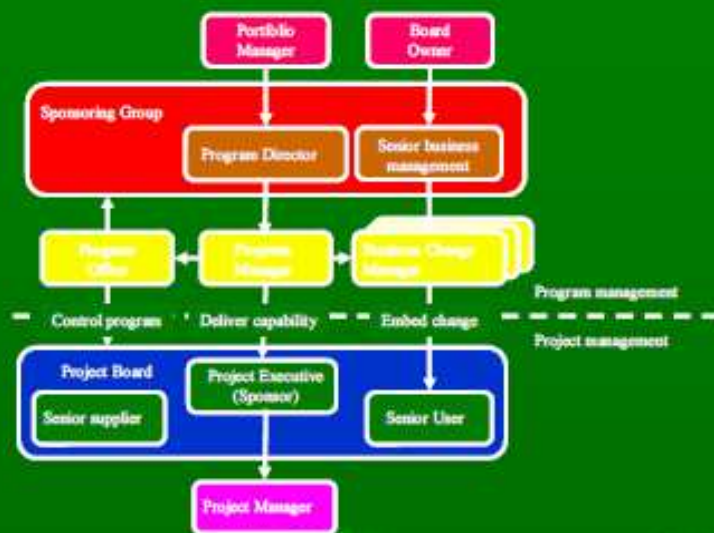 Portfolio
Manager
Board
Owner
Sponsoring Group
Program Director
Senior business
management
Program
Office
Program
Manager
Business Change
Manager
Program management
Control program
Deliver capability
Embed change
Project management
Project Board
Project Executive
(Sponsor)
Senior supplier
Senior User
Project Manager